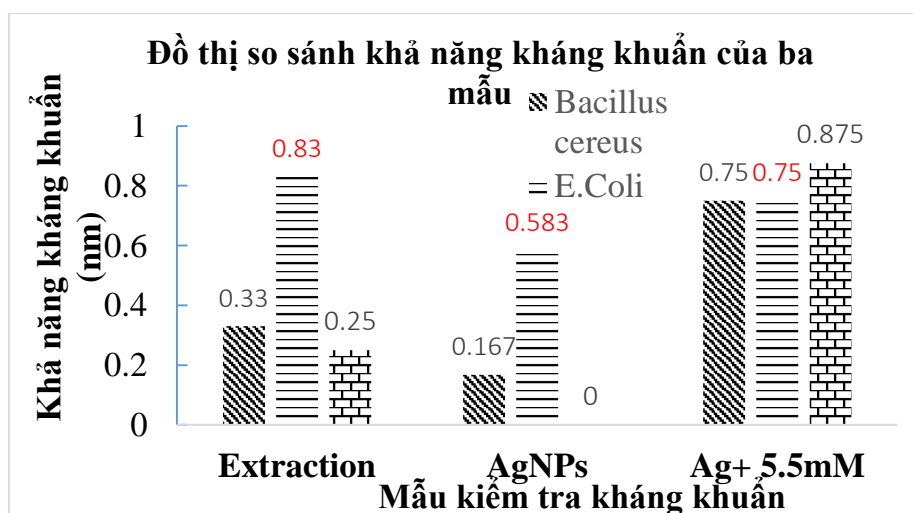 Đồ thị so sánh khả năng kháng khuẩn của ba
mẫu
Bacillus
cereus
E.Coli
Khả năng kháng khuẩn
(nm)
1
0.8
0.6
0.4
0.2
0
0.33
0.83
0.25
0.167
0.583
0
0.75
0.75
0.875
Extraction
AgNPs
Ag+ 5.5mM
Mẫu kiểm tra kháng khuẩn